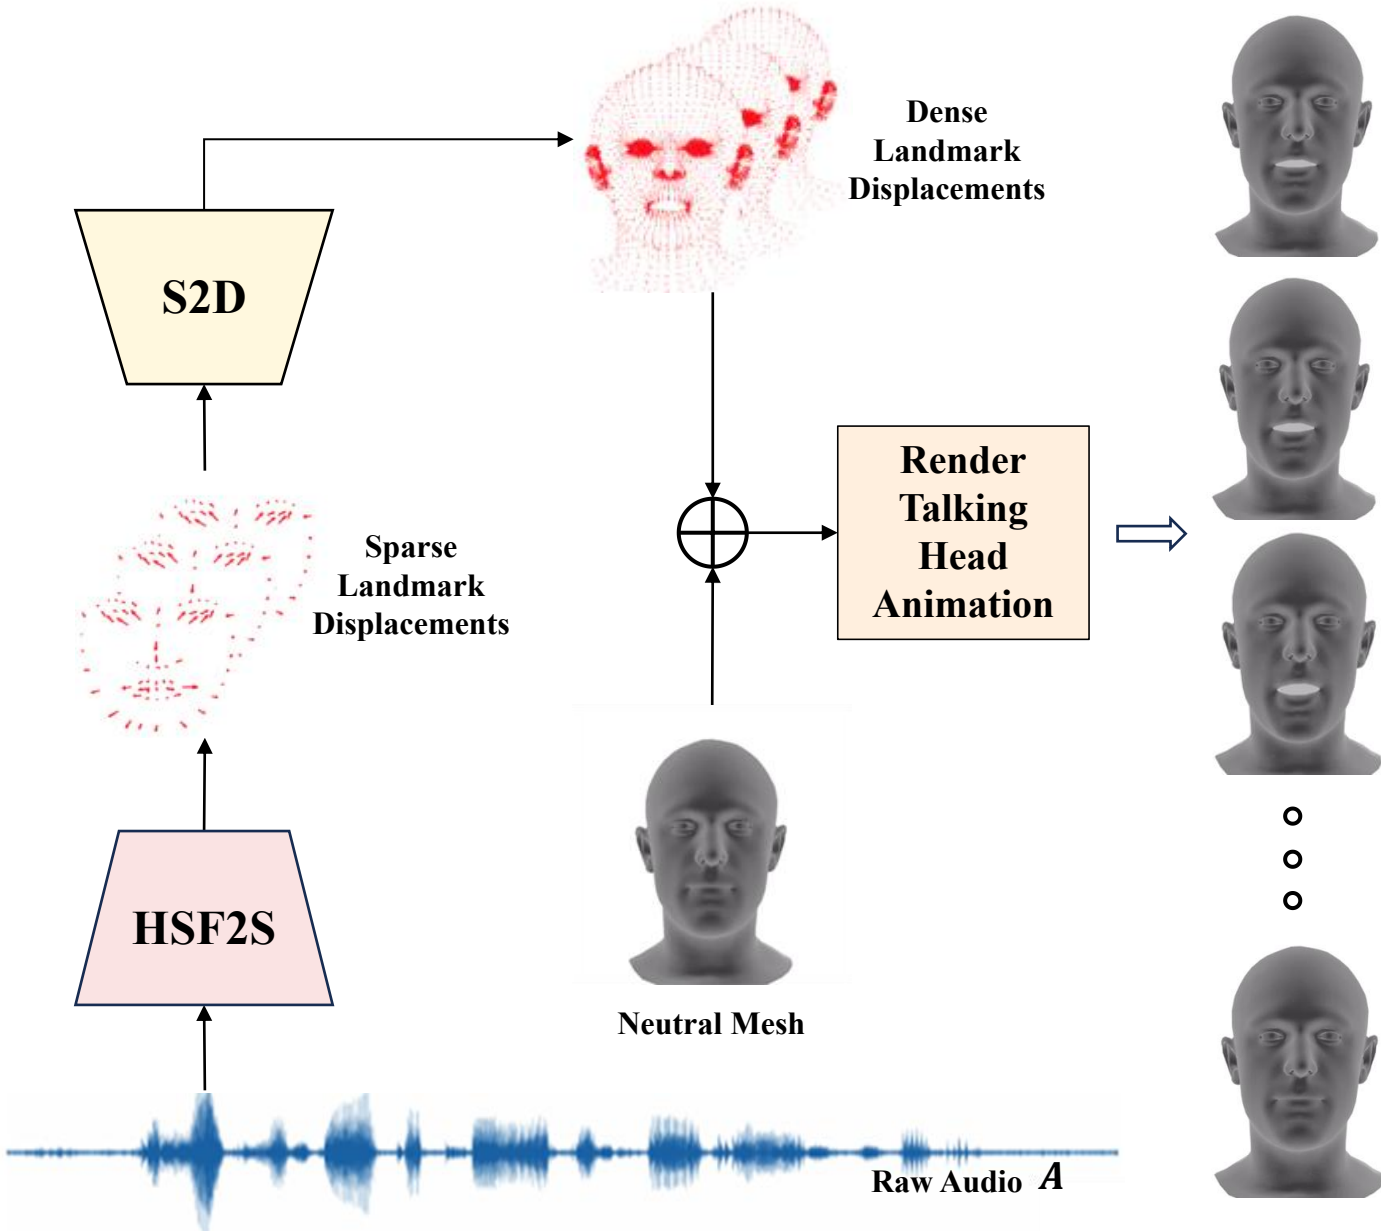 Dense
Landmark
Displacements
S2D
Render
Talking
Head
Animation
Sparse
Landmark
Displacements
HSF2S
Neutral Mesh
Raw Audio A